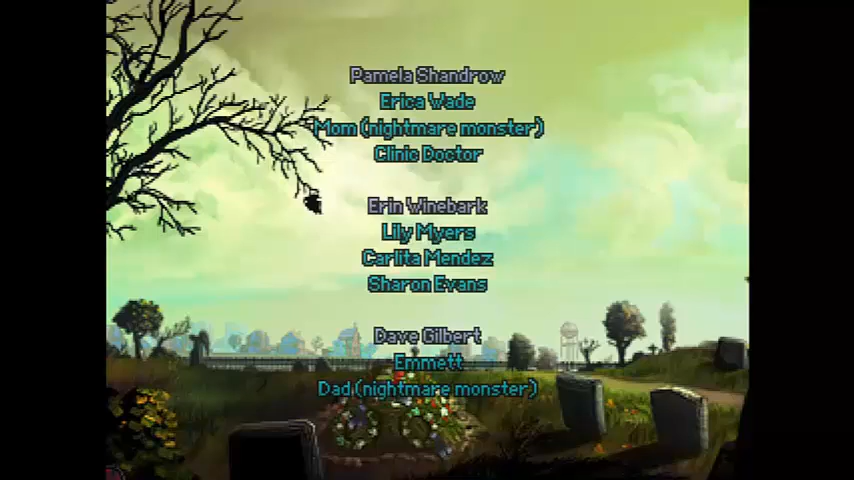 Pamela Shandrow
Erica Wade
Mom (nightmare monster)
Clinic Doctor
Erin Winebark
Lily Myers
Carlita Mendez
Sharon Evans
Dave Gilbert
Emmett
Dad (nightmare monster)